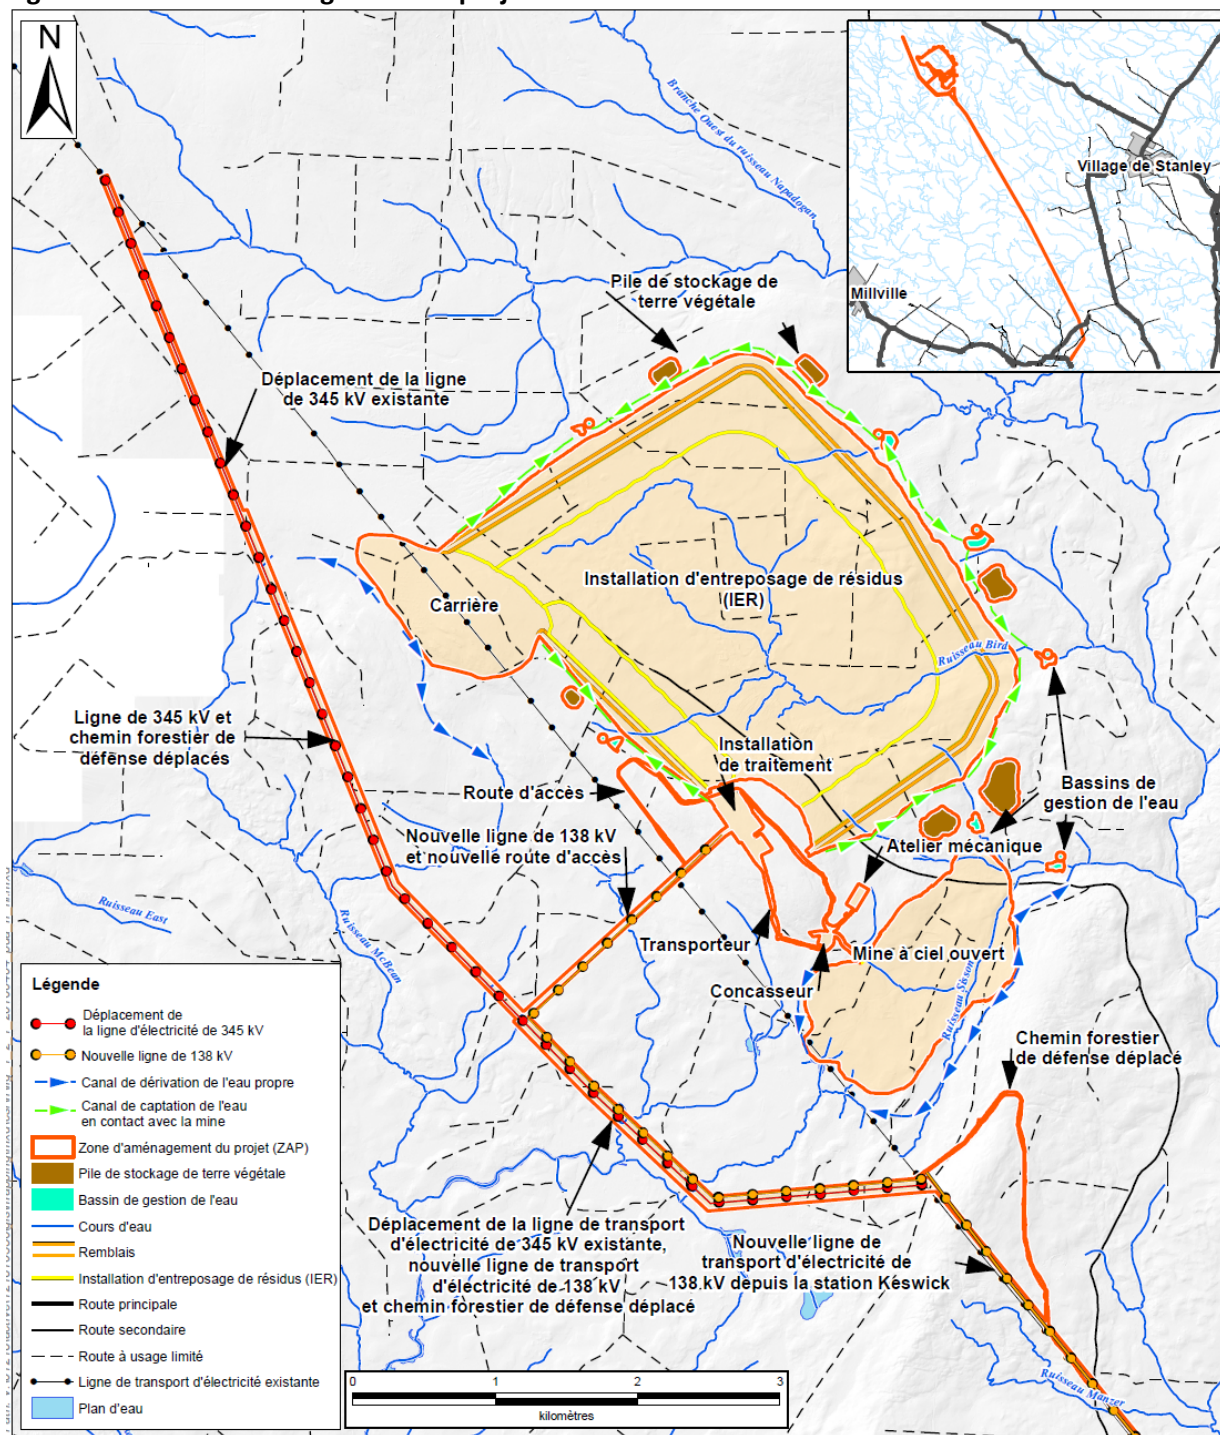 N
Branche Ouest du ruisseau Napadogan
Village de Stanley
Millville
Pile de stockage de
terre végétale
Déplacement de la ligne
de 345 kV existante
Installation d'entreposage de résidus
(IER)
Carrière
Ruisseau Bird
Ligne de 345 kV et
chemin forestier de
défense déplacés
Installation
de traitement
Route d'accès
Bassins de
gestion de l'eau
Nouvelle ligne de 138 kV
et nouvelle route d'accès
Atelier mécanique
Ruisseau East
Ruisseau McBean
Transporteur
Mine à ciel ouvert
Concasseur
Ruisseau Sisson
Chemin forestier
de défense déplacé
Déplacement de la ligne de transport
d'électricité de 345 kV existante,
nouvelle ligne de transport
d'électricité de 138 kV
et chemin forestier de défense déplacé
Nouvelle ligne de
transport d'électricité de
138 kV depuis la station Keswick
Ruisseau Manzer
Légende
Déplacement de
la ligne d'électricité de 345 kV
Nouvelle ligne de 138 kV
Canal de dérivation de l'eau propre
Canal de captation de l'eau
en contact avec la mine
Zone d'aménagement du projet (ZAP)
Pile de stockage de terre végétale
Bassin de gestion de l'eau
Cours d'eau
Remblais
Installation d'entreposage de résidus (IER)
Route principale
Route secondaire
Route à usage limité
Ligne de transport d'électricité existante
Plan d'eau
0 1 2 3
kilomètres